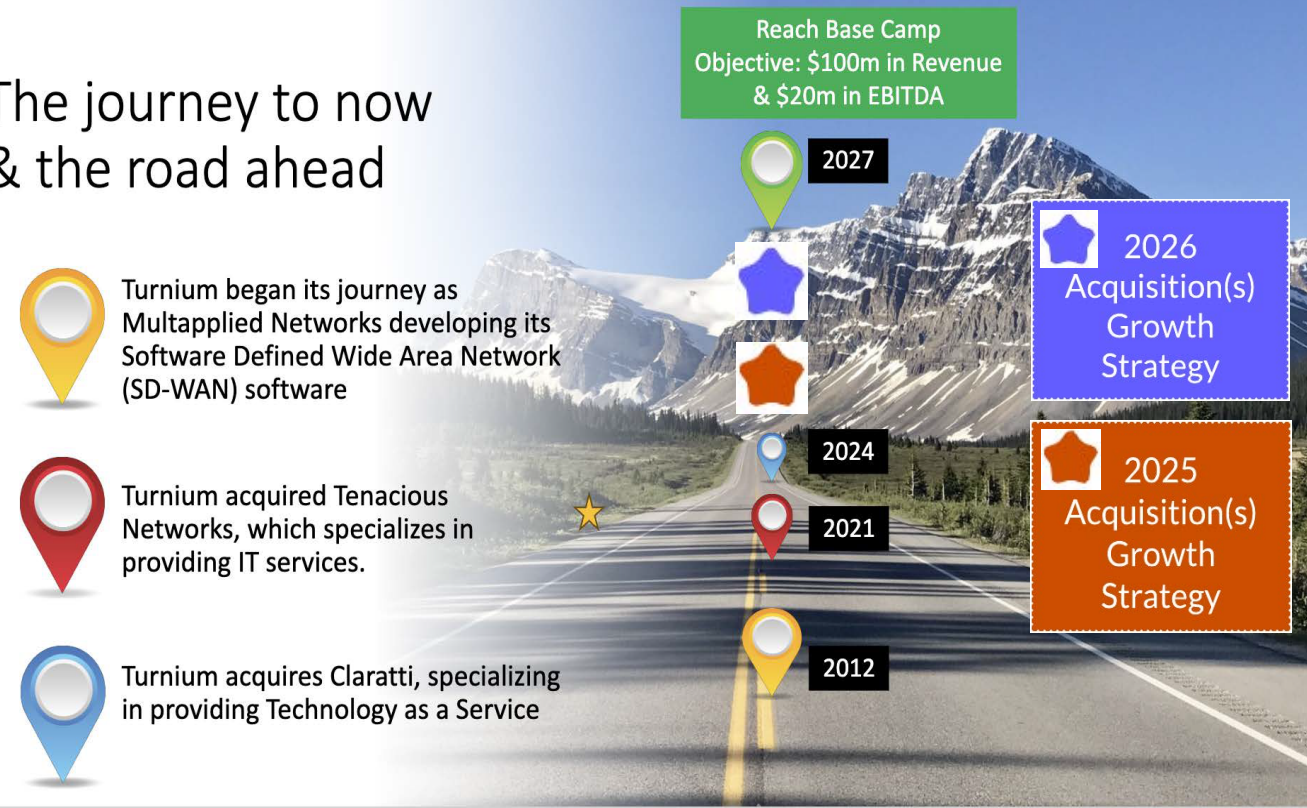 The journey to now
& the road ahead
Turnium began its journey as
Multapplied Networks developing its
Software Defined Wide Area Network
(SD-WAN) software
Turnium acquired Tenacious
Networks, which specializes in
providing IT services.
Turnium acquires Claratti, specializing
in providing Technology as a Service
Reach Base Camp
Objective: $100m in Revenue
& $20m in EBITDA
2027
2024
2021
2012
2026
Acquisition(s)
Growth
Strategy
2025
Acquisition(s)
Growth
Strategy